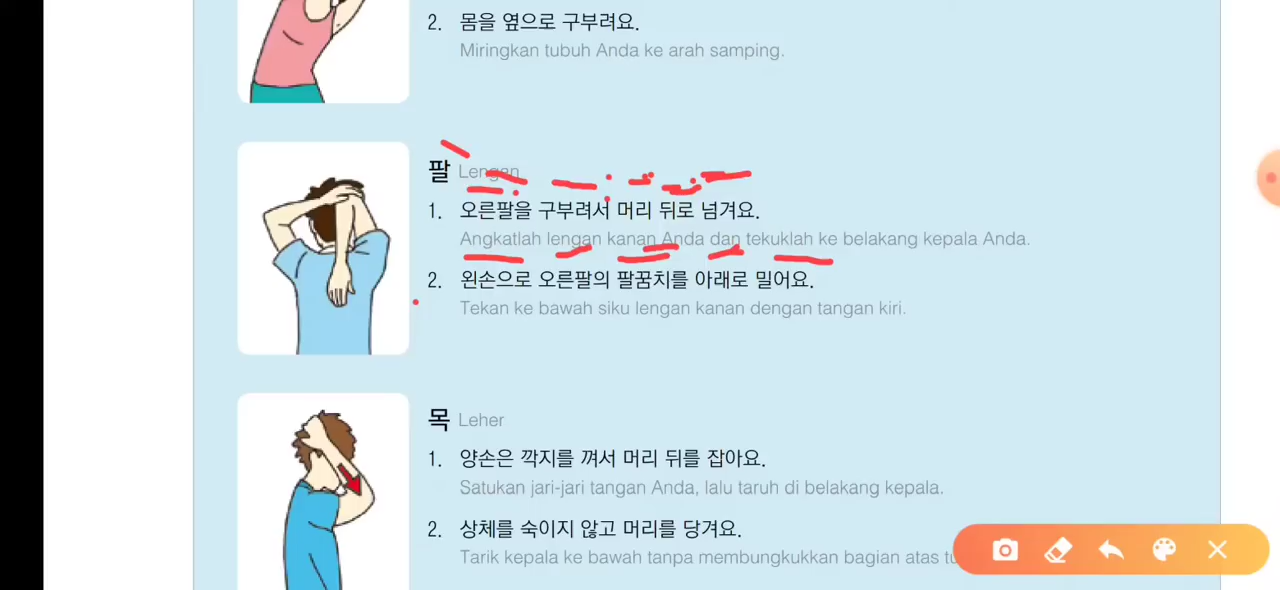 2. 몸을 옆으로 구부려요.
Miringkan tubuh Anda ke arah samping.
팔 Lengan
1. 오른팔을 구부려서 머리 뒤로 넘겨요.
Angkatlah lengan kanan Anda dan tekuklah ke belakang kepala Anda.
2. 왼손으로 오른팔의 팔꿈치를 아래로 밀어요.
Tekan ke bawah siku lengan kanan dengan tangan kiri.
목 Leher
1. 양손은 깍지를 껴서 머리 뒤를 잡아요.
Satukan jari-jari tangan Anda, lalu taruh di belakang kepala.
2. 상체를 숙이지 않고 머리를 당겨요.
Tarik kepala ke bawah tanpa membungkukkan bagian atas